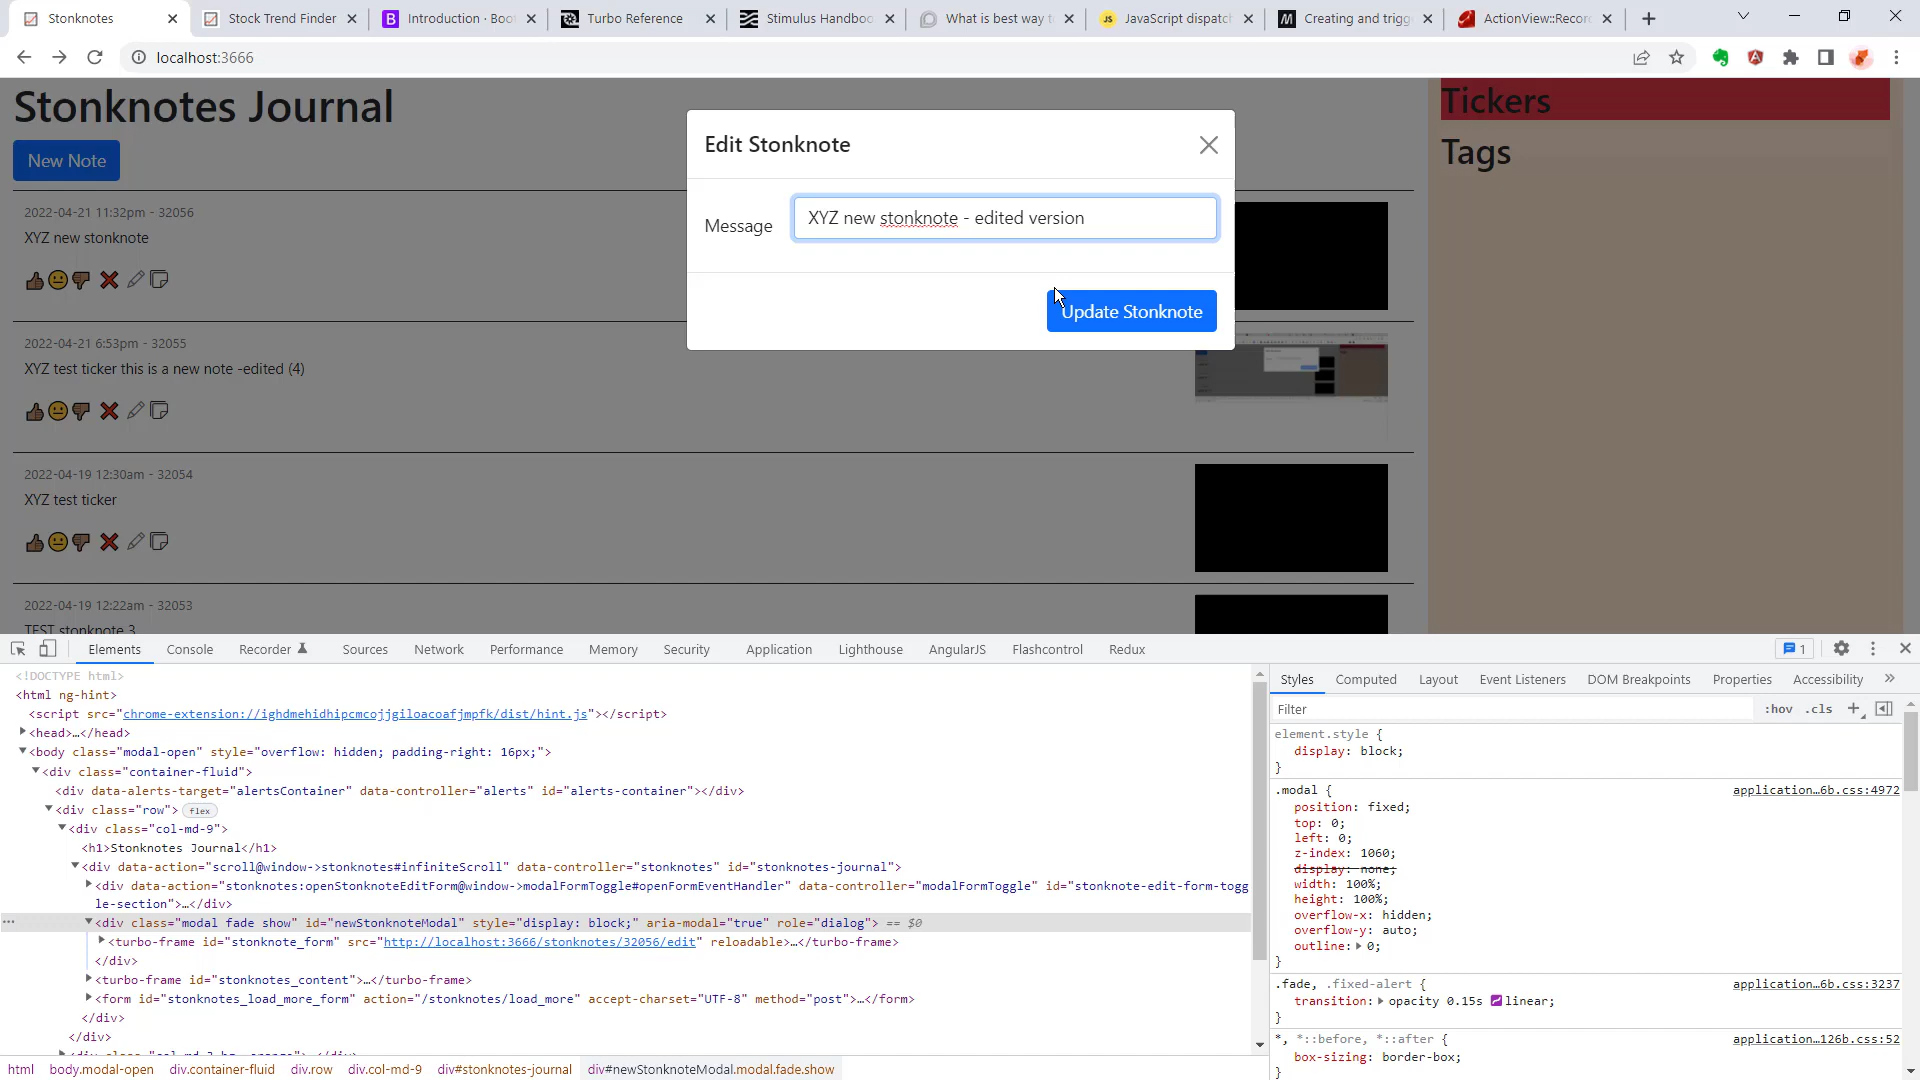 Stonknotes
Stock Trend Finder
Introduction · Boo
Turbo Reference
Stimulus Handboo
What is best way t
JavaScript dispatc
Creating and trigg
ActionView::Recor
localhost:3666
Stonknotes Journal
New Note
2022-04-21 11:32pm - 32056
XYZ new stonknote
2022-04-21 6:53pm - 32055
XYZ test ticker this is a new note -edited (4)
2022-04-19 12:30am - 32054
XYZ test ticker
2022-04-19 12:22am - 32053
TEST stonknote 3
Edit Stonknote
Message
XYZ new stonknote - edited version
Update Stonknote
Tickers
Tags
Elements Console Recorder Sources Network Performance Memory Security Application Lighthouse AngularJS Flashcontrol Redux
1
<!DOCTYPE html>
<html ng-hint>
<script src="chrome-extension://ighdmehidhipcmcojjgiloacoafjmpfk/dist/hint.js"></script>
<head>…</head>
<body class="modal-open" style="overflow: hidden; padding-right: 16px;">
<div class="container-fluid">
<div data-alerts-target="alertsContainer" data-controller="alerts" id="alerts-container"></div>
<div class="row"> flex
<div class="col-md-9">
<h1>Stonknotes Journal</h1>
<div data-action="scroll@window->stonknotes#infiniteScroll" data-controller="stonknotes" id="stonknotes-journal">
<div data-action="stonknotes:openStonknoteEditForm@window->modalFormToggle#openFormEventHandler" data-controller="modalFormToggle" id="stonknote-edit-form-togg
le-section">…</div>
<div class="modal fade show" id="newStonknoteModal" style="display: block;" aria-modal="true" role="dialog"> == $0
<turbo-frame id="stonknote_form" src="http://localhost:3666/stonknotes/32056/edit" reloadable>…</turbo-frame>
</div>
<turbo-frame id="stonknotes_content">…</turbo-frame>
<form id="stonknotes_load_more_form" action="/stonknotes/load_more" accept-charset="UTF-8" method="post">…</form>
</div>
</div>
html body.modal-open div.container-fluid div.row div.col-md-9 div#stonknotes-journal div#newStonknoteModal.modal.fade.show
Styles Computed Layout Event Listeners DOM Breakpoints Properties Accessibility »
Filter :hov .cls +
element.style {
display: block;
}
.modal { application…6b.css:4972
position: fixed;
top: 0;
left: 0;
z-index: 1060;
display: none;
width: 100%;
height: 100%;
overflow-x: hidden;
overflow-y: auto;
outline: 0;
}
.fade, .fixed-alert { application…6b.css:3237
transition: opacity 0.15s linear;
}
*, *::before, *::after { application…126b.css:52
box-sizing: border-box;
}